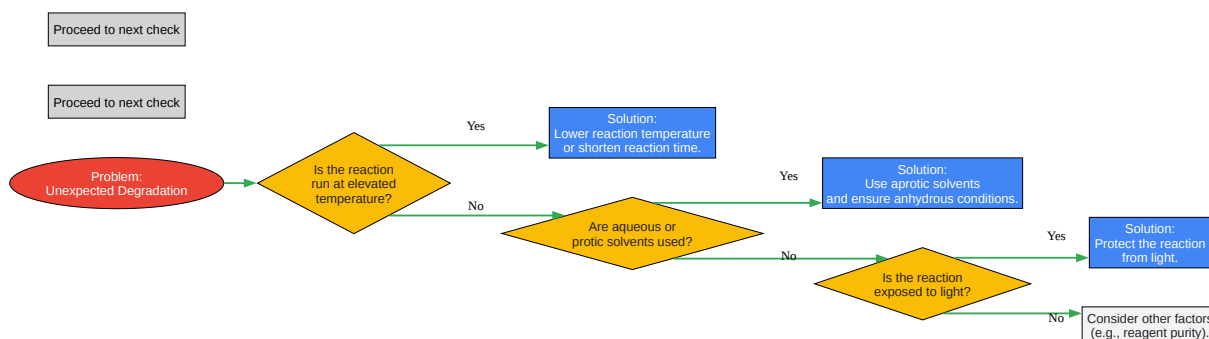 Proceed to next check
Proceed to next check
Problem:
Unexpected Degradation
Is the reaction
run at elevated
temperature?
Yes
Solution:
Lower reaction temperature
or shorten reaction time.
No
Are aqueous or
protic solvents used?
Yes
Solution:
Use aprotic solvents
and ensure anhydrous conditions.
No
Is the reaction
exposed to light?
Yes
Solution:
Protect the reaction
from light.
No
Consider other factors
(e.g., reagent purity).